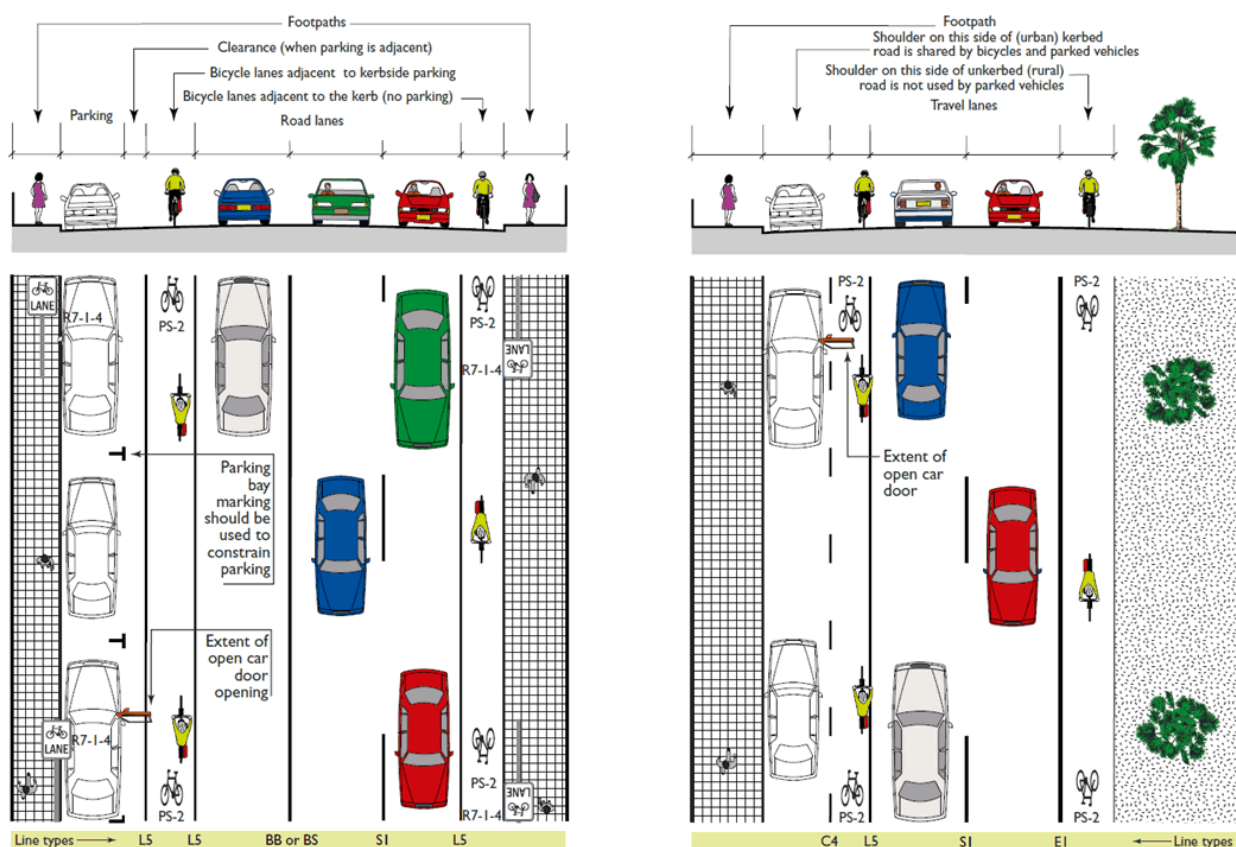 Footpaths
Clearance (when parking is adjacent)
Bicycle lanes adjacent to kerbside parking
Bicycle lanes adjacent to the kerb (no parking)
Parking
Road lanes
LANE
R7-1-4
PS-2
PS-2
LANE
R7-1-4
Parking
bay
marking
should be
used to
constrain
parking
Extent of
open car
door
opening
LANE
R7-1-4
PS-2
PS-2
LANE
R7-1-4
Line types
L5
L5
BB or BS
S1
L5
Footpath
Shoulder on this side of (urban) kerbed
road is shared by bicycles and parked vehicles
Shoulder on this side of unkerbed (rural)
road is not used by parked vehicles
Travel lanes
PS-2
PS-2
Extent of
open car
door
PS-2
PS-2
C4
L5
S1
E1
Line types